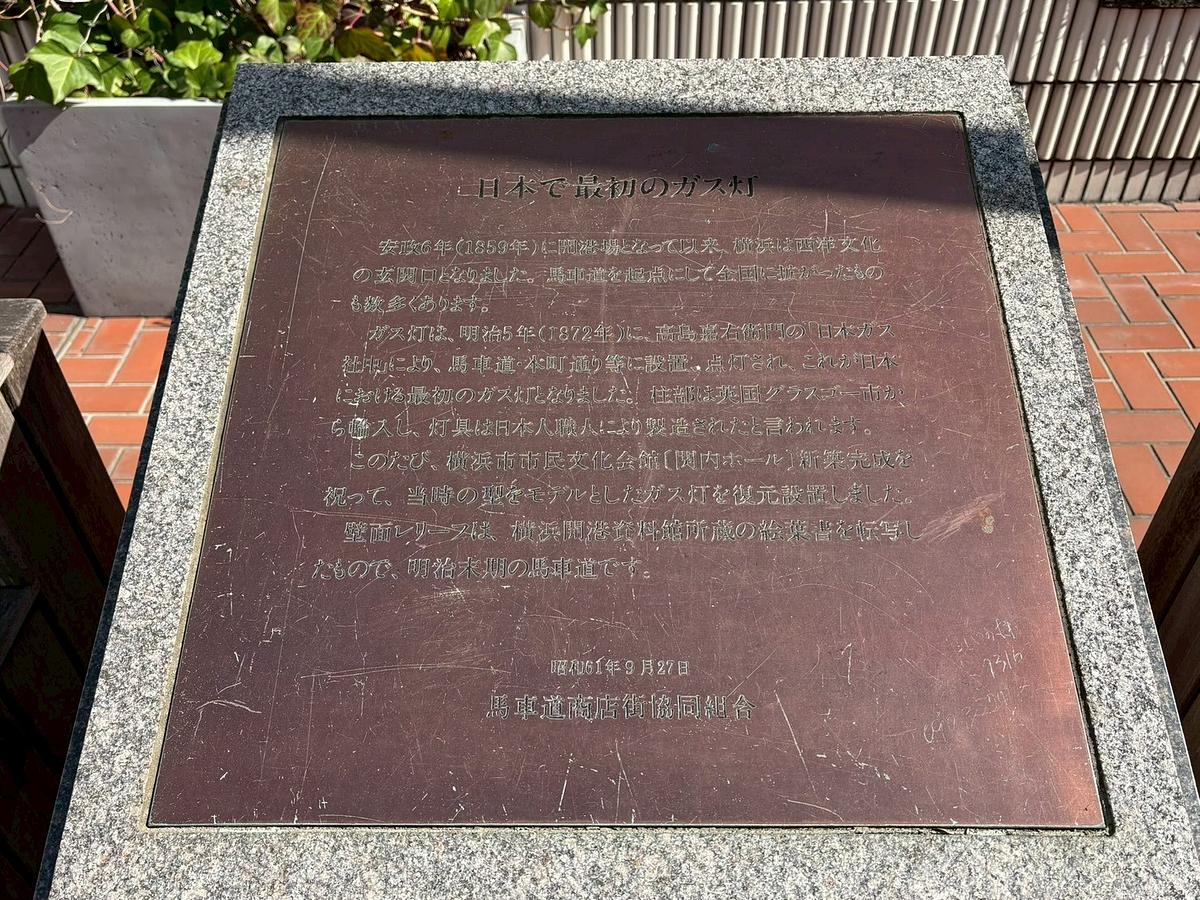 日本で最初のガス灯
安政6年(1859年)に開港場となって以来、横浜は西洋文化
の玄関口となりました。馬車道を起点にして全国に拡がったもの
も数多くあります。
ガス灯は、明治5年(1872年)に、高島嘉右衛門の「日本ガス
社中」により、馬車道・本町通り等に設置、点灯され、これが日本
における最初のガス灯となりました。柱部は英国グラスゴー市か
ら輸入し、灯具は日本人職人により製造されたと言われます。
このたび、横浜市市民文化会館〔関内ホール〕新築完成を
祝って、当時の型をモデルとしたガス灯を復元設置しました。
壁面レリーフは、横浜開港資料館所蔵の絵葉書を転写し
たもので、明治末期の馬車道です。
昭和61年9月27日
馬車道商店街協同組合